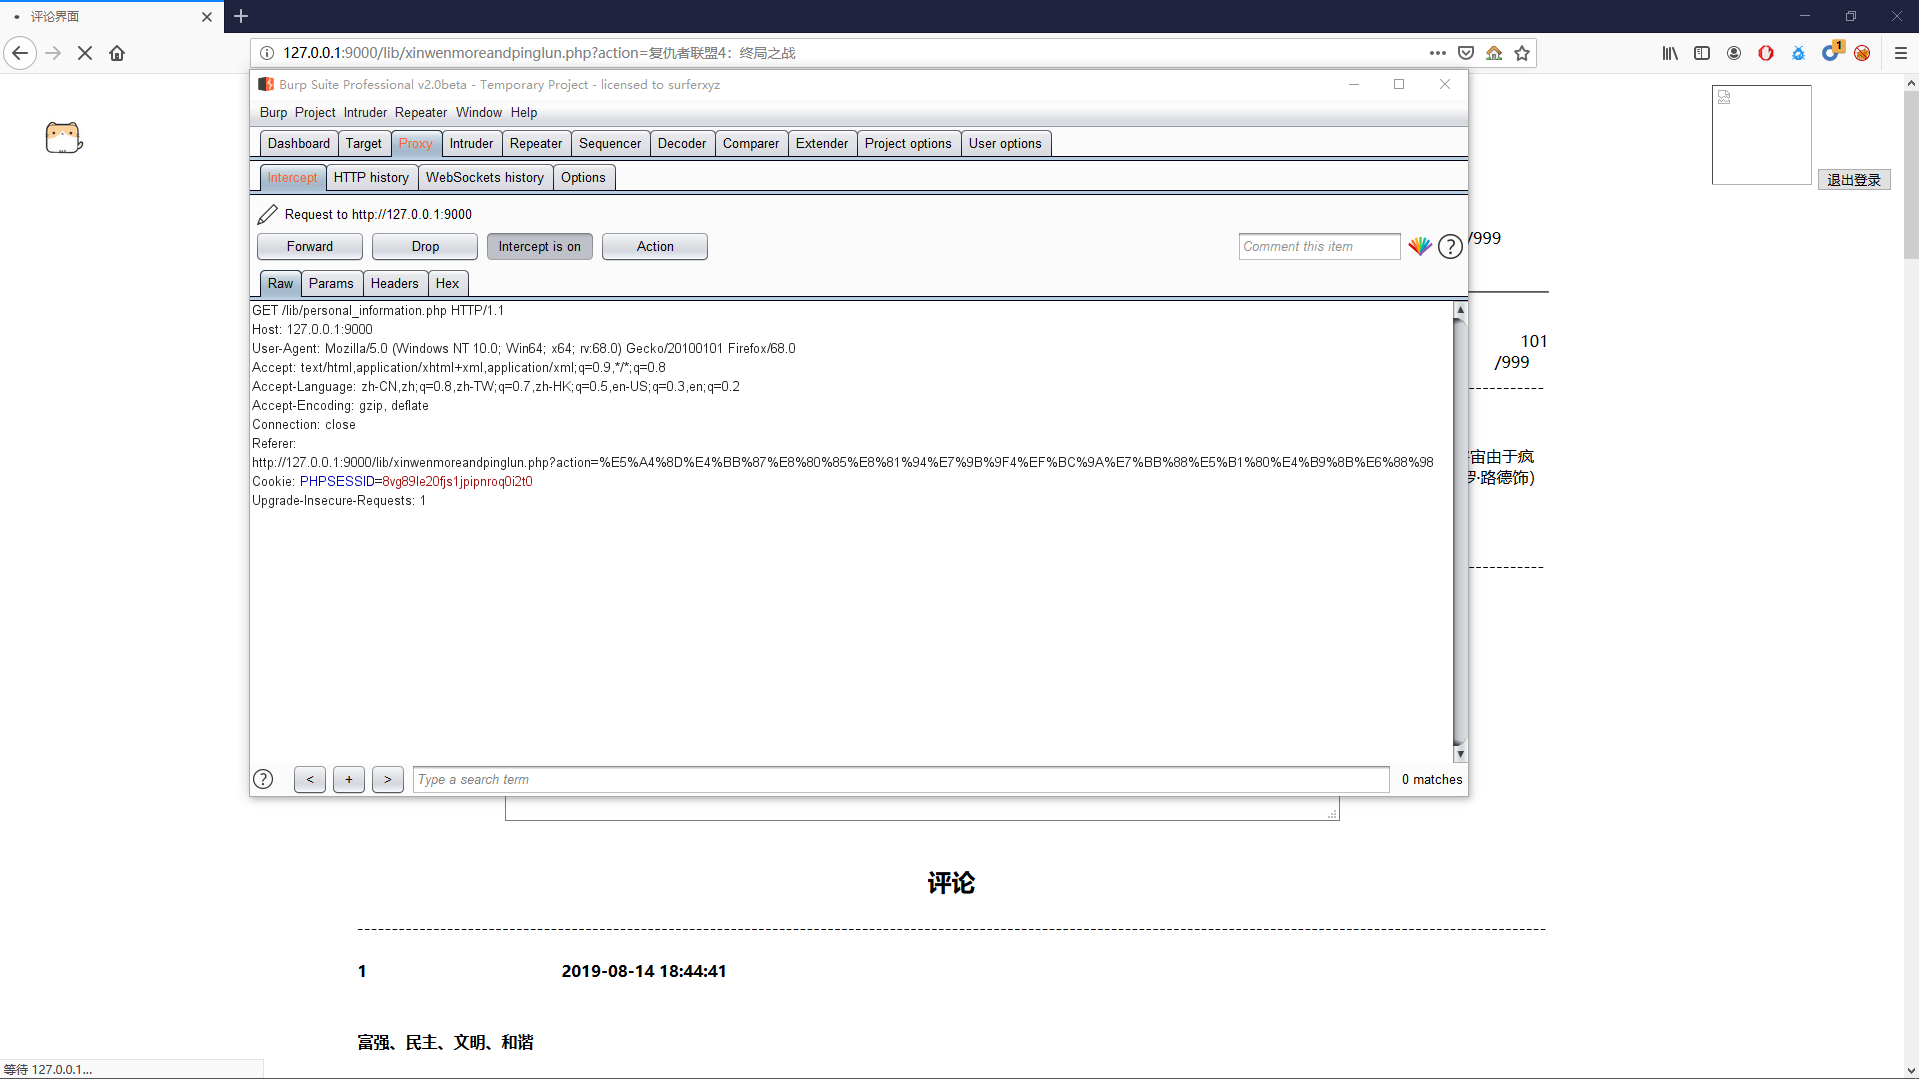 评论界面
127.0.0.1:9000/lib/xinwenmoreandpinglun.php?action=复仇者联盟4：终局之战
1
Burp Suite Professional v2.0beta - Temporary Project - licensed to surferxyz
Burp Project Intruder Repeater Window Help
Dashboard Target Proxy Intruder Repeater Sequencer Decoder Comparer Extender Project options User options
Intercept HTTP history WebSockets history Options
退出登录
Request to http://127.0.0.1:9000
Forward Drop Intercept is on Action Comment this item ?
/999
Raw Params Headers Hex
GET /lib/personal_information.php HTTP/1.1
Host: 127.0.0.1:9000
User-Agent: Mozilla/5.0 (Windows NT 10.0; Win64; x64; rv:68.0) Gecko/20100101 Firefox/68.0
101
Accept: text/html,application/xhtml+xml,application/xml;q=0.9,*/*;q=0.8
/999
Accept-Language: zh-CN,zh;q=0.8,zh-TW;q=0.7,zh-HK;q=0.5,en-US;q=0.3,en;q=0.2
Accept-Encoding: gzip, deflate
Connection: close
Referer:
http://127.0.0.1:9000/lib/xinwenmoreandpinglun.php?action=%E5%A4%8D%E4%BB%87%E8%80%85%E8%81%94%E7%9B%9F4%EF%BC%9A%E7%BB%88%E5%B1%80%E4%B9%8B%E6%88%98
宙由于疯
Cookie: PHPSESSID=8vg89le20fjs1jpipnroq0i2t0
罗·路德饰)
Upgrade-Insecure-Requests: 1
? < + > Type a search term 0 matches
评论
1 2019-08-14 18:44:41
富强、民主、文明、和谐
等待 127.0.0.1...